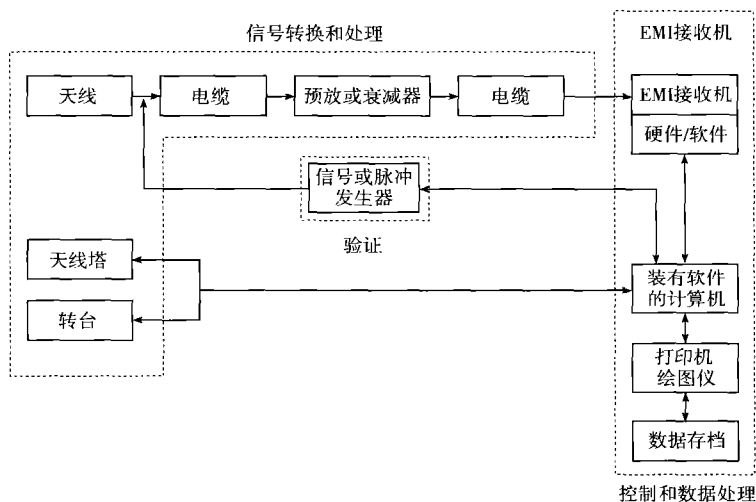 信号转换和处理
EMI接收机
天线
电缆
预放或衰减器
电缆
EMI接收机
硬件/软件
信号或脉冲
发生器
验证
天线塔
转台
装有软件
的计算机
打印机
绘图仪
数据存档
控制和数据处理